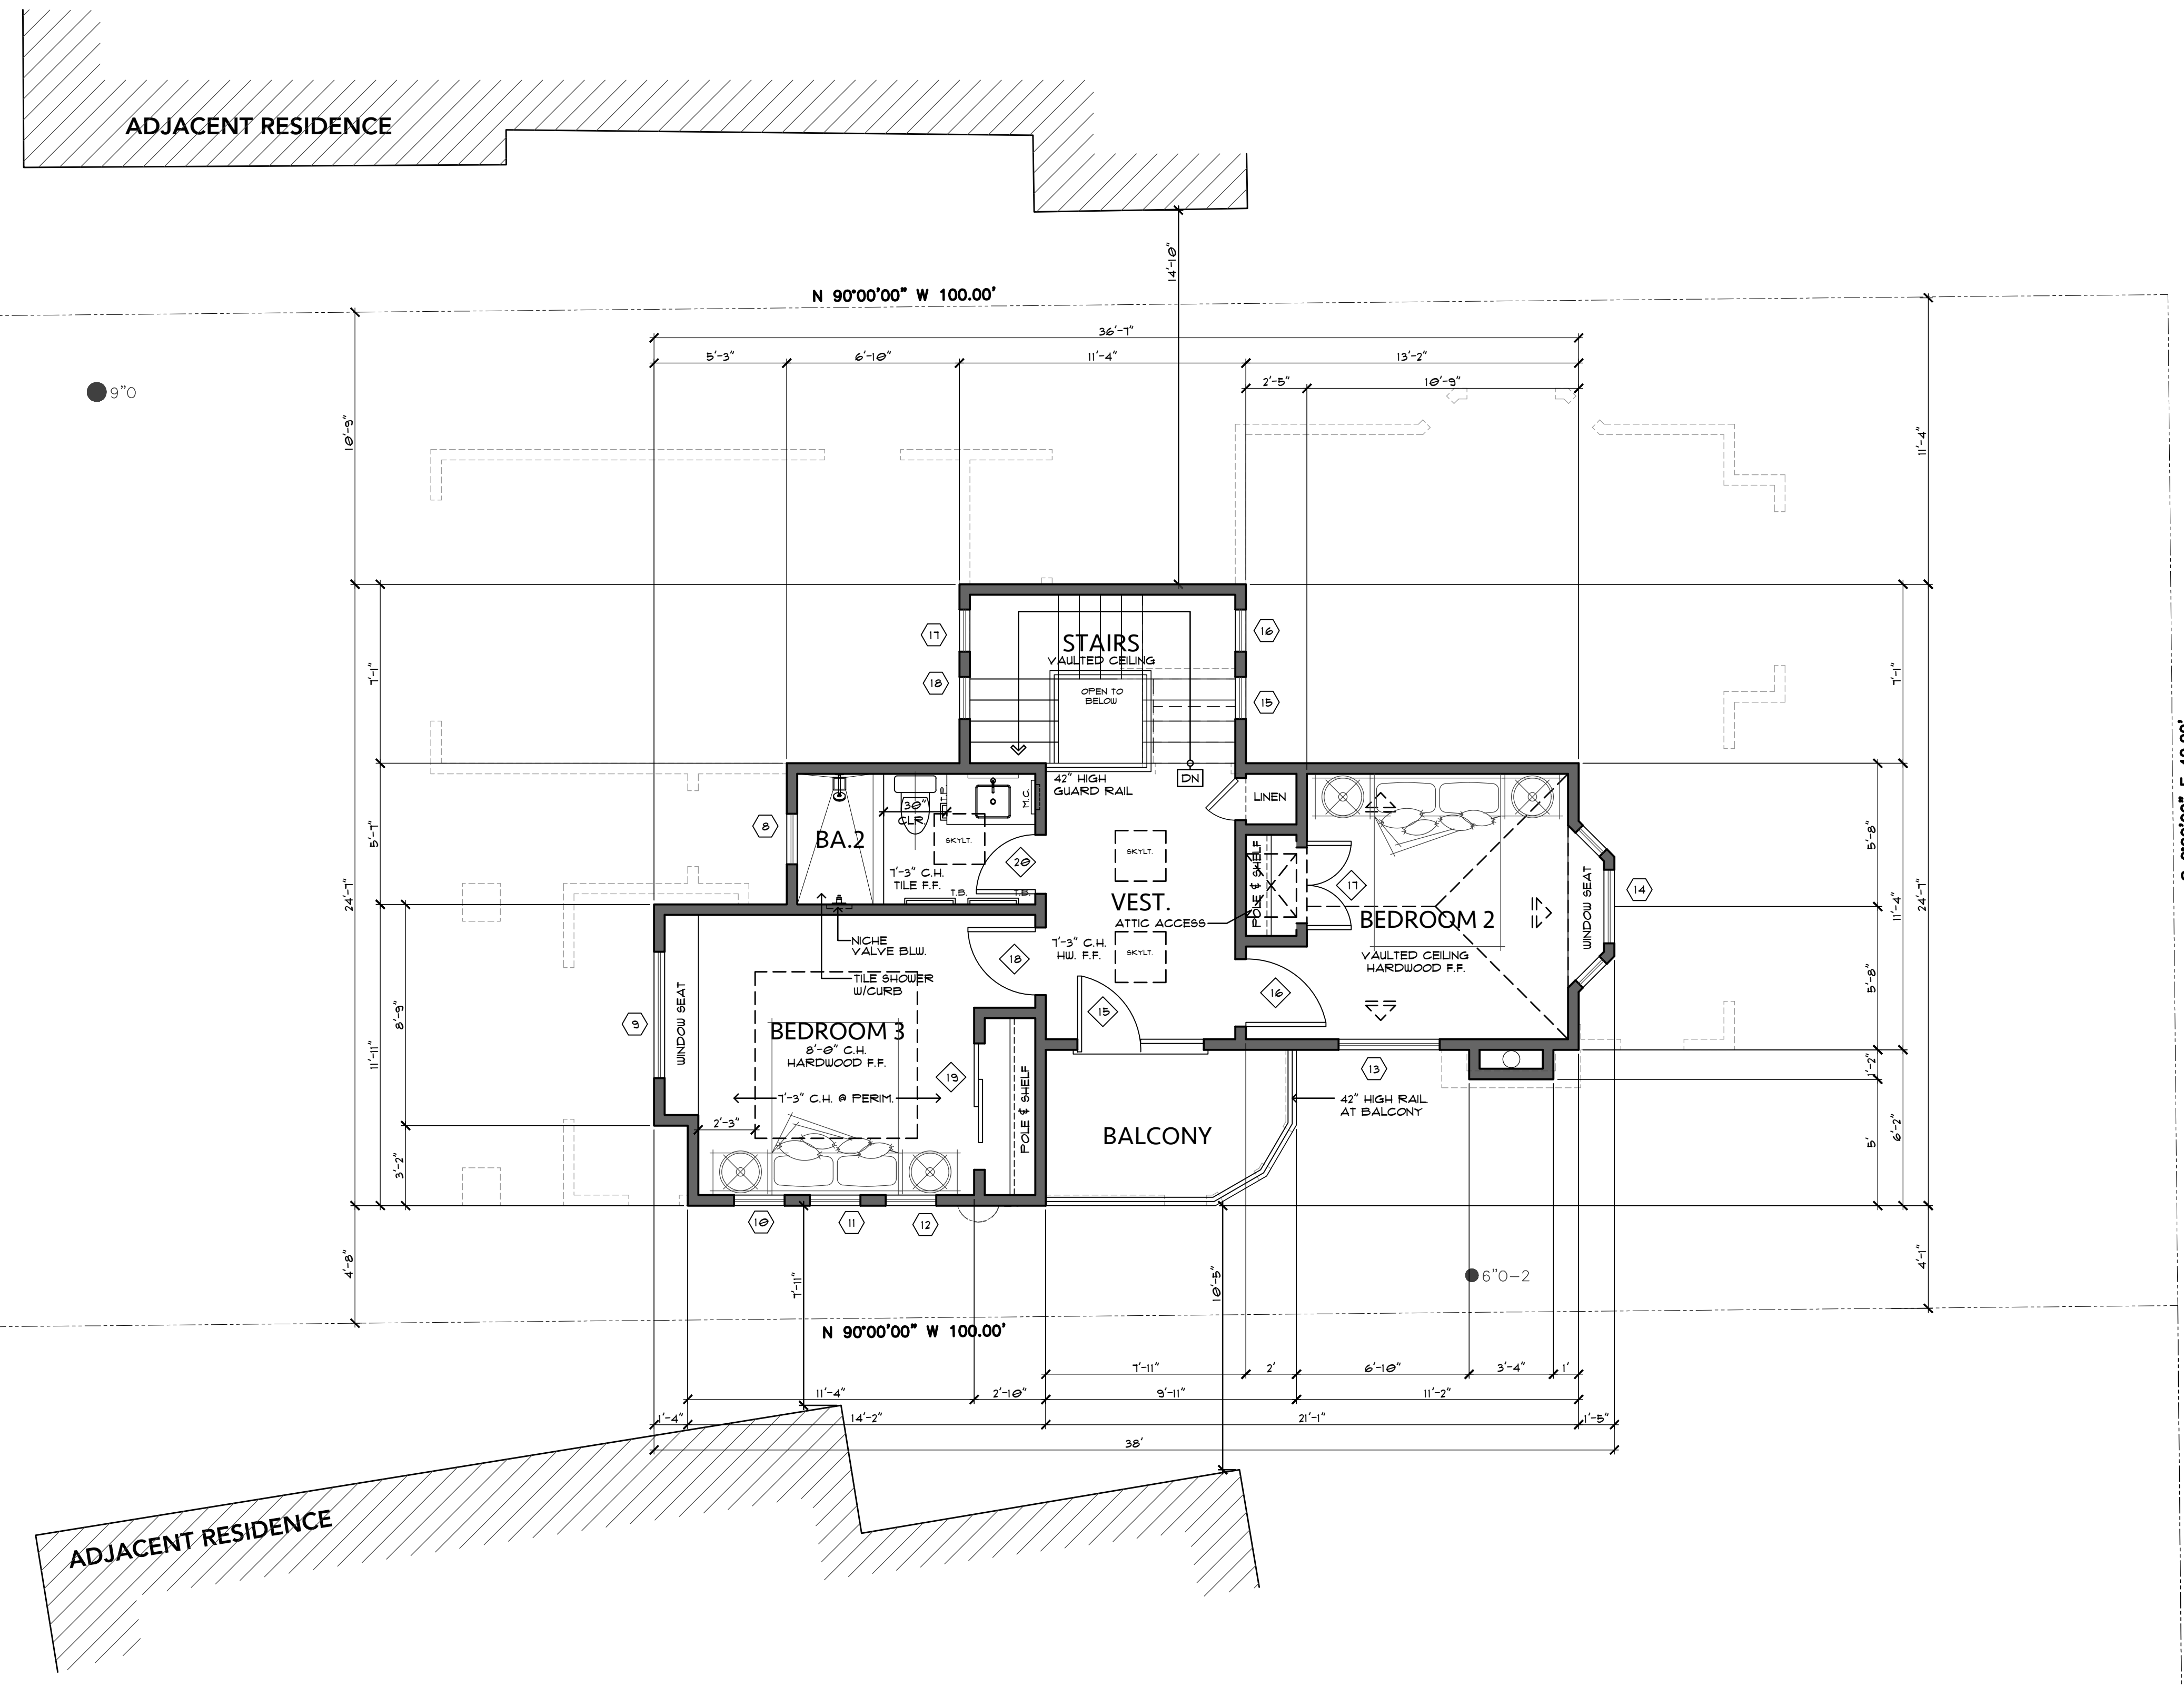 ADJACENT RESIDENCE
14'-10"
N 90°00'00" W 100.00'
36'-7"
5'-3"
6'-10"
11'-4"
13'-2"
2'-5"
10'-9"
9"O
10'-9"
11'-4"
17
STAIRS
VAULTED CEILING
16
18
OPEN TO
BELOW
15
7'-1"
7'-1"
42" HIGH
GUARD RAIL
DN
LINEN
8
BA.2
30"
CLR.
T.P.
M.C.
SKYLT.
SKYLT.
5'-7"
5'-8"
24'-7"
7'-3" C.H.
TILE F.F.
T.B.
T.B.
20
POLE & SHELF
17
WINDOW SEAT
14
VEST.
ATTIC ACCESS
BEDROOM 2
VAULTED CEILING
HARDWOOD F.F.
11'-4"
24'-7"
NICHE
VALVE BLW.
TILE SHOWER
W/CURB
18
7'-3" C.H.
HW. F.F.
SKYLT.
16
15
5'-8"
9
WINDOW SEAT
BEDROOM 3
8'-0" C.H.
HARDWOOD F.F.
19
7'-3" C.H. @ PERIM.
POLE & SHELF
8'-9"
11'-11"
2'-3"
3'-2"
13
42" HIGH RAIL
AT BALCONY
BALCONY
1'-2"
5'
6'-2"
10
11
12
4'-8"
7'-11"
10'-5"
6"O-2
4'-1"
N 90°00'00" W 100.00'
7'-11"
2'
6'-10"
3'-4"
1'
11'-4"
2'-10"
9'-11"
11'-2"
1'-4"
14'-2"
21'-1"
1'-5"
38'
ADJACENT RESIDENCE